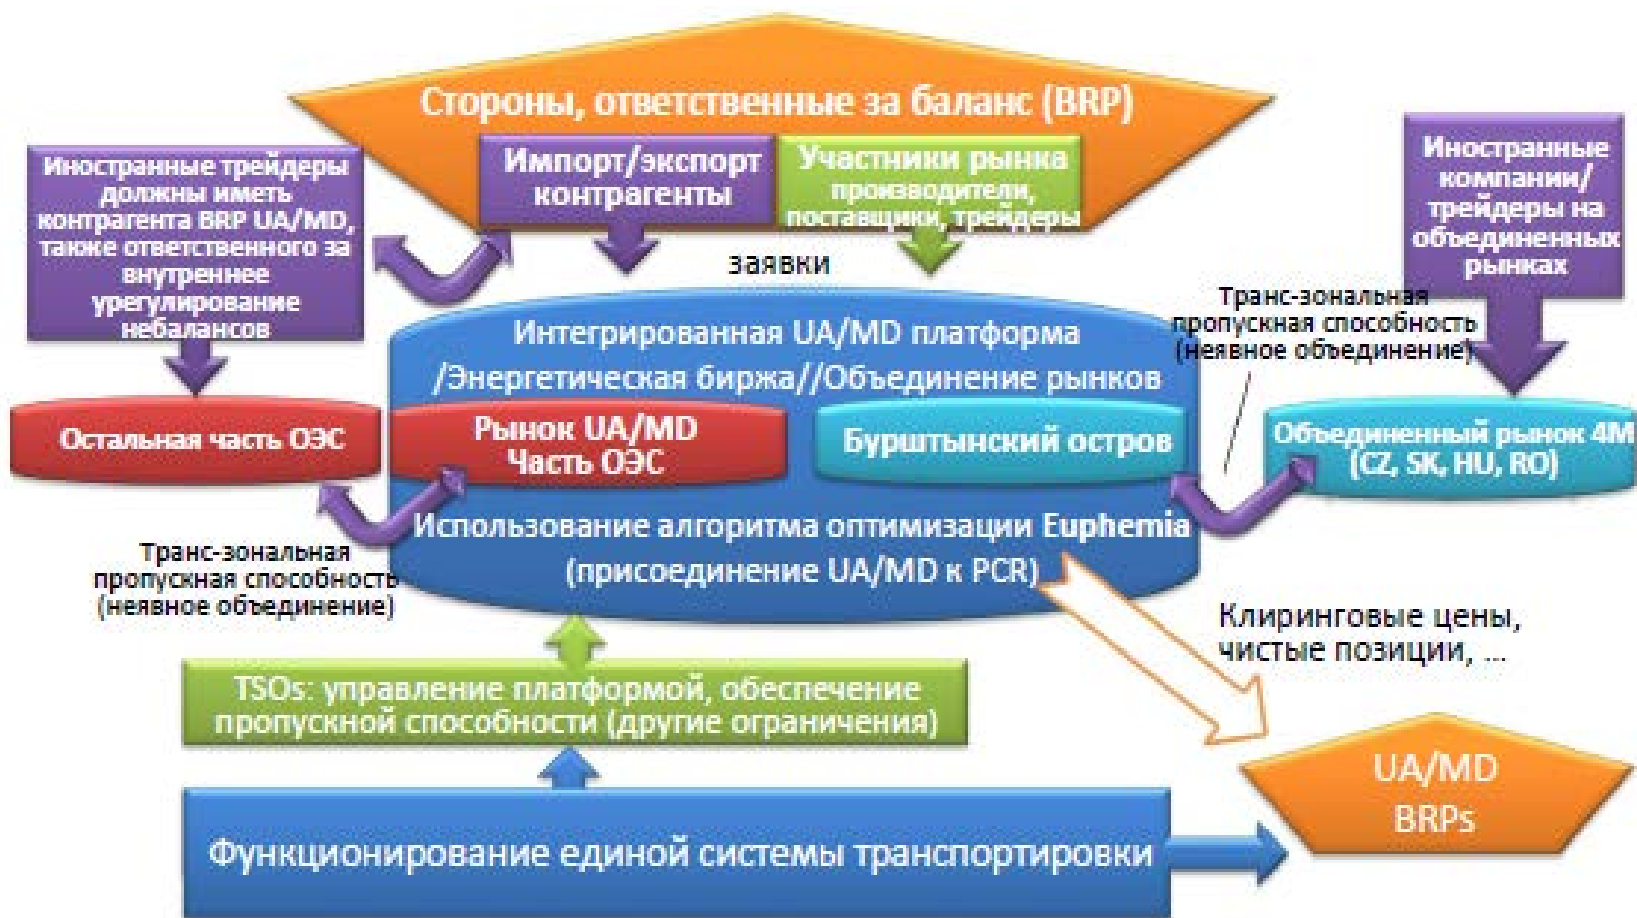 Стороны, ответственные за баланс (BRP)
Иностранные трейдеры
должны иметь
контрагента BRP UA/MD,
также ответственного за
внутреннее
урегулирование
небалансов
Импорт/экспорт
контрагенты
Участники рынка
производители,
поставщики, трейдеры
Иностранные
компании/
трейдеры на
объединенных
рынках
заявки
Транс-зональная
пропускная способность
(неявное объединение)
Интегрированная UA/MD платформа
/Энергетическая биржа//Объединение рынков
Остальная часть ОЭС
Рынок UA/MD
Часть ОЭС
Бурштынский остров
Объединенный рынок 4М
(CZ, SK, HU, RO)
Использование алгоритма оптимизации Euphemia
(присоединение UA/MD к PCR)
Транс-зональная
пропускная способность
(неявное объединение)
Клиринговые цены,
чистые позиции, ...
TSOs: управление платформой, обеспечение
пропускной способности (другие ограничения)
UA/MD
BRPs
Функционирование единой системы транспортировки